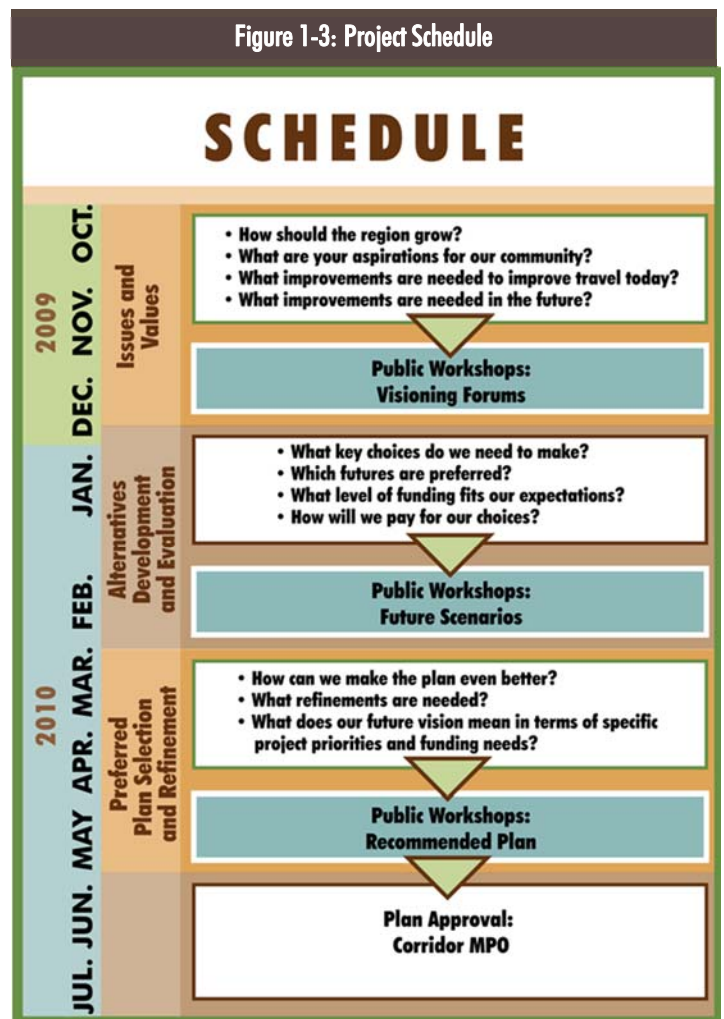 Figure 1-3: Project Schedule
SCHEDULE
2009
OCT.
NOV.
DEC.
Issues and
Values
• How should the region grow?
• What are your aspirations for our community?
• What improvements are needed to improve travel today?
• What improvements are needed in the future?
Public Workshops:
Visioning Forums
2010
JAN.
FEB.
MAR.
APR.
MAY
JUN.
JUL.
Alternatives
Development
and Evaluation
• What key choices do we need to make?
• Which futures are preferred?
• What level of funding fits our expectations?
• How will we pay for our choices?
Public Workshops:
Future Scenarios
Preferred
Plan Selection
and Refinement
• How can we make the plan even better?
• What refinements are needed?
• What does our future vision mean in terms of specific
project priorities and funding needs?
Public Workshops:
Recommended Plan
Plan Approval:
Corridor MPO